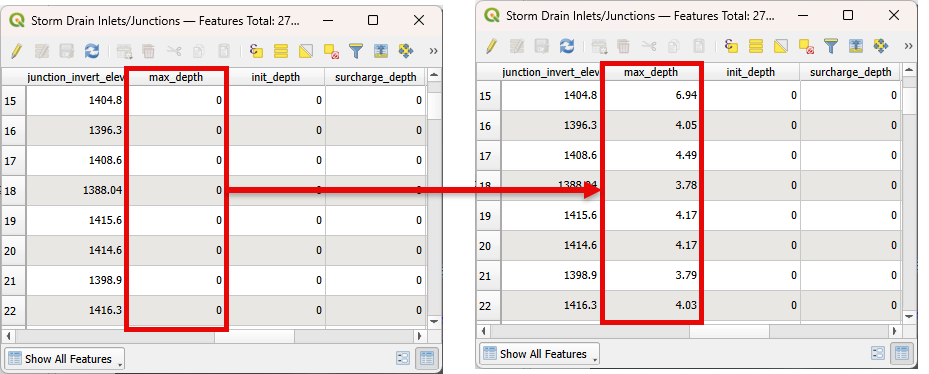 Storm Drain Inlets/Junctions — Features Total: 27...
junction_invert_elev max_depth init_depth surcharge_depth
15 1404.8 0 0 0
16 1396.3 0 0 0
17 1408.6 0 0 0
18 1388.04 0 0 0
19 1415.6 0 0 0
20 1414.6 0 0 0
21 1398.9 0 0 0
22 1416.3 0 0 0
Show All Features
Storm Drain Inlets/Junctions — Features Total: 27...
junction_invert_elev max_depth init_depth surcharge_depth
15 1404.8 6.94 0 0
16 1396.3 4.05 0 0
17 1408.6 4.49 0 0
18 1388.04 3.78 0 0
19 1415.6 4.17 0 0
20 1414.6 4.17 0 0
21 1398.9 3.79 0 0
22 1416.3 4.03 0 0
Show All Features